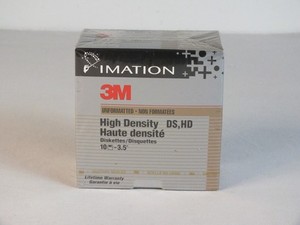 IMATION
3M
UNFORMATTED • NON FORMATÉES
High Density DS,HD
Haute densité
Diskettes/Disquettes
10 -3.5"
Lifetime Warranty
Garantie à vie